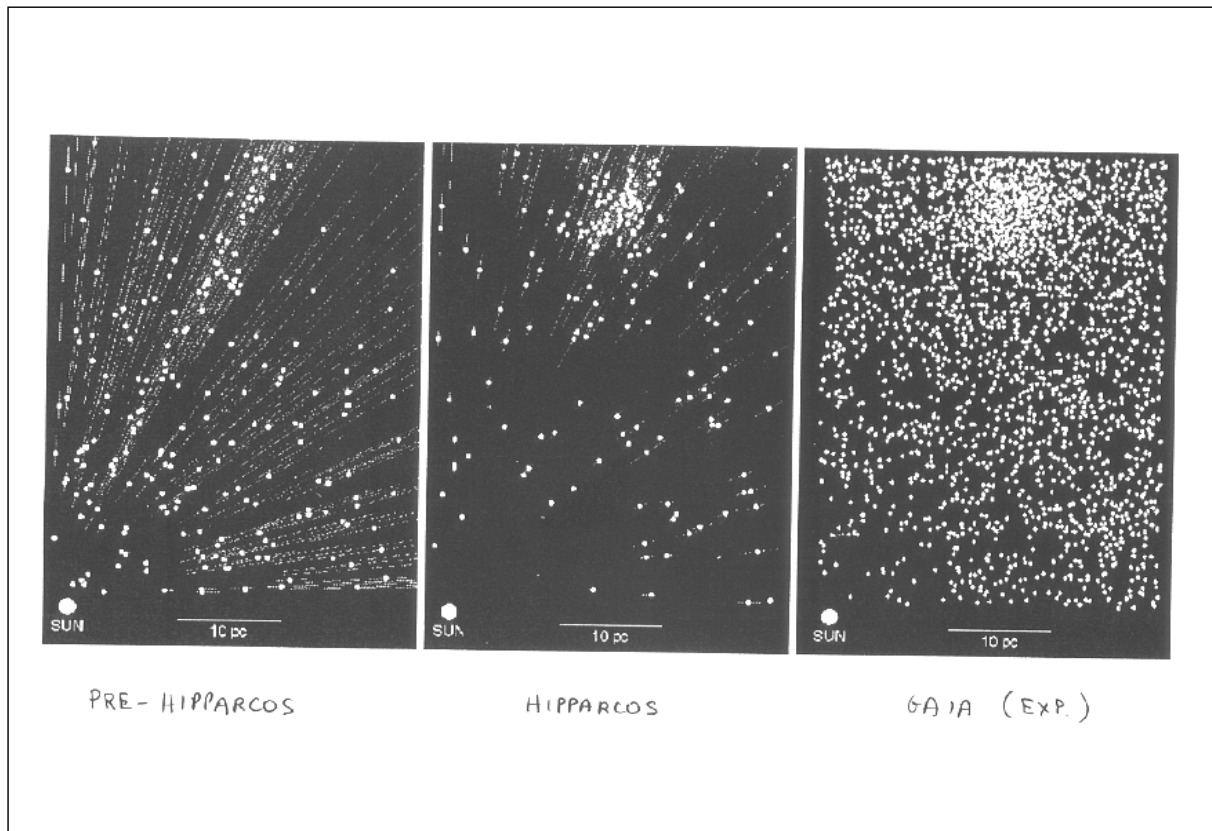 SUN
10 pc
SUN
10 pc
SUN
10 pc
PRE-HIPPARCOS
HIPPARCOS
GAIA (EXP.)